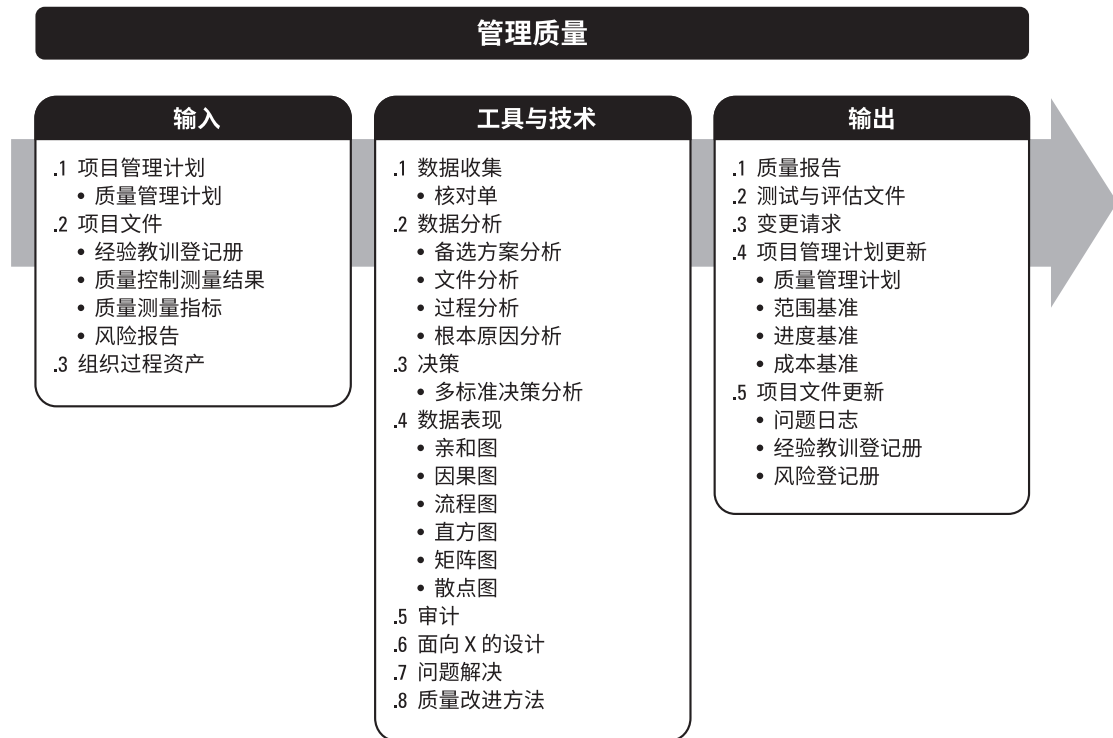 管理质量
输入
.1 项目管理计划
• 质量管理计划
.2 项目文件
• 经验教训登记册
• 质量控制测量结果
• 质量测量指标
• 风险报告
.3 组织过程资产
工具与技术
.1 数据收集
• 核对单
.2 数据分析
• 备选方案分析
• 文件分析
• 过程分析
• 根本原因分析
.3 决策
• 多标准决策分析
.4 数据表现
• 亲和图
• 因果图
• 流程图
• 直方图
• 矩阵图
• 散点图
.5 审计
.6 面向 X 的设计
.7 问题解决
.8 质量改进方法
输出
.1 质量报告
.2 测试与评估文件
.3 变更请求
.4 项目管理计划更新
• 质量管理计划
• 范围基准
• 进度基准
• 成本基准
.5 项目文件更新
• 问题日志
• 经验教训登记册
• 风险登记册